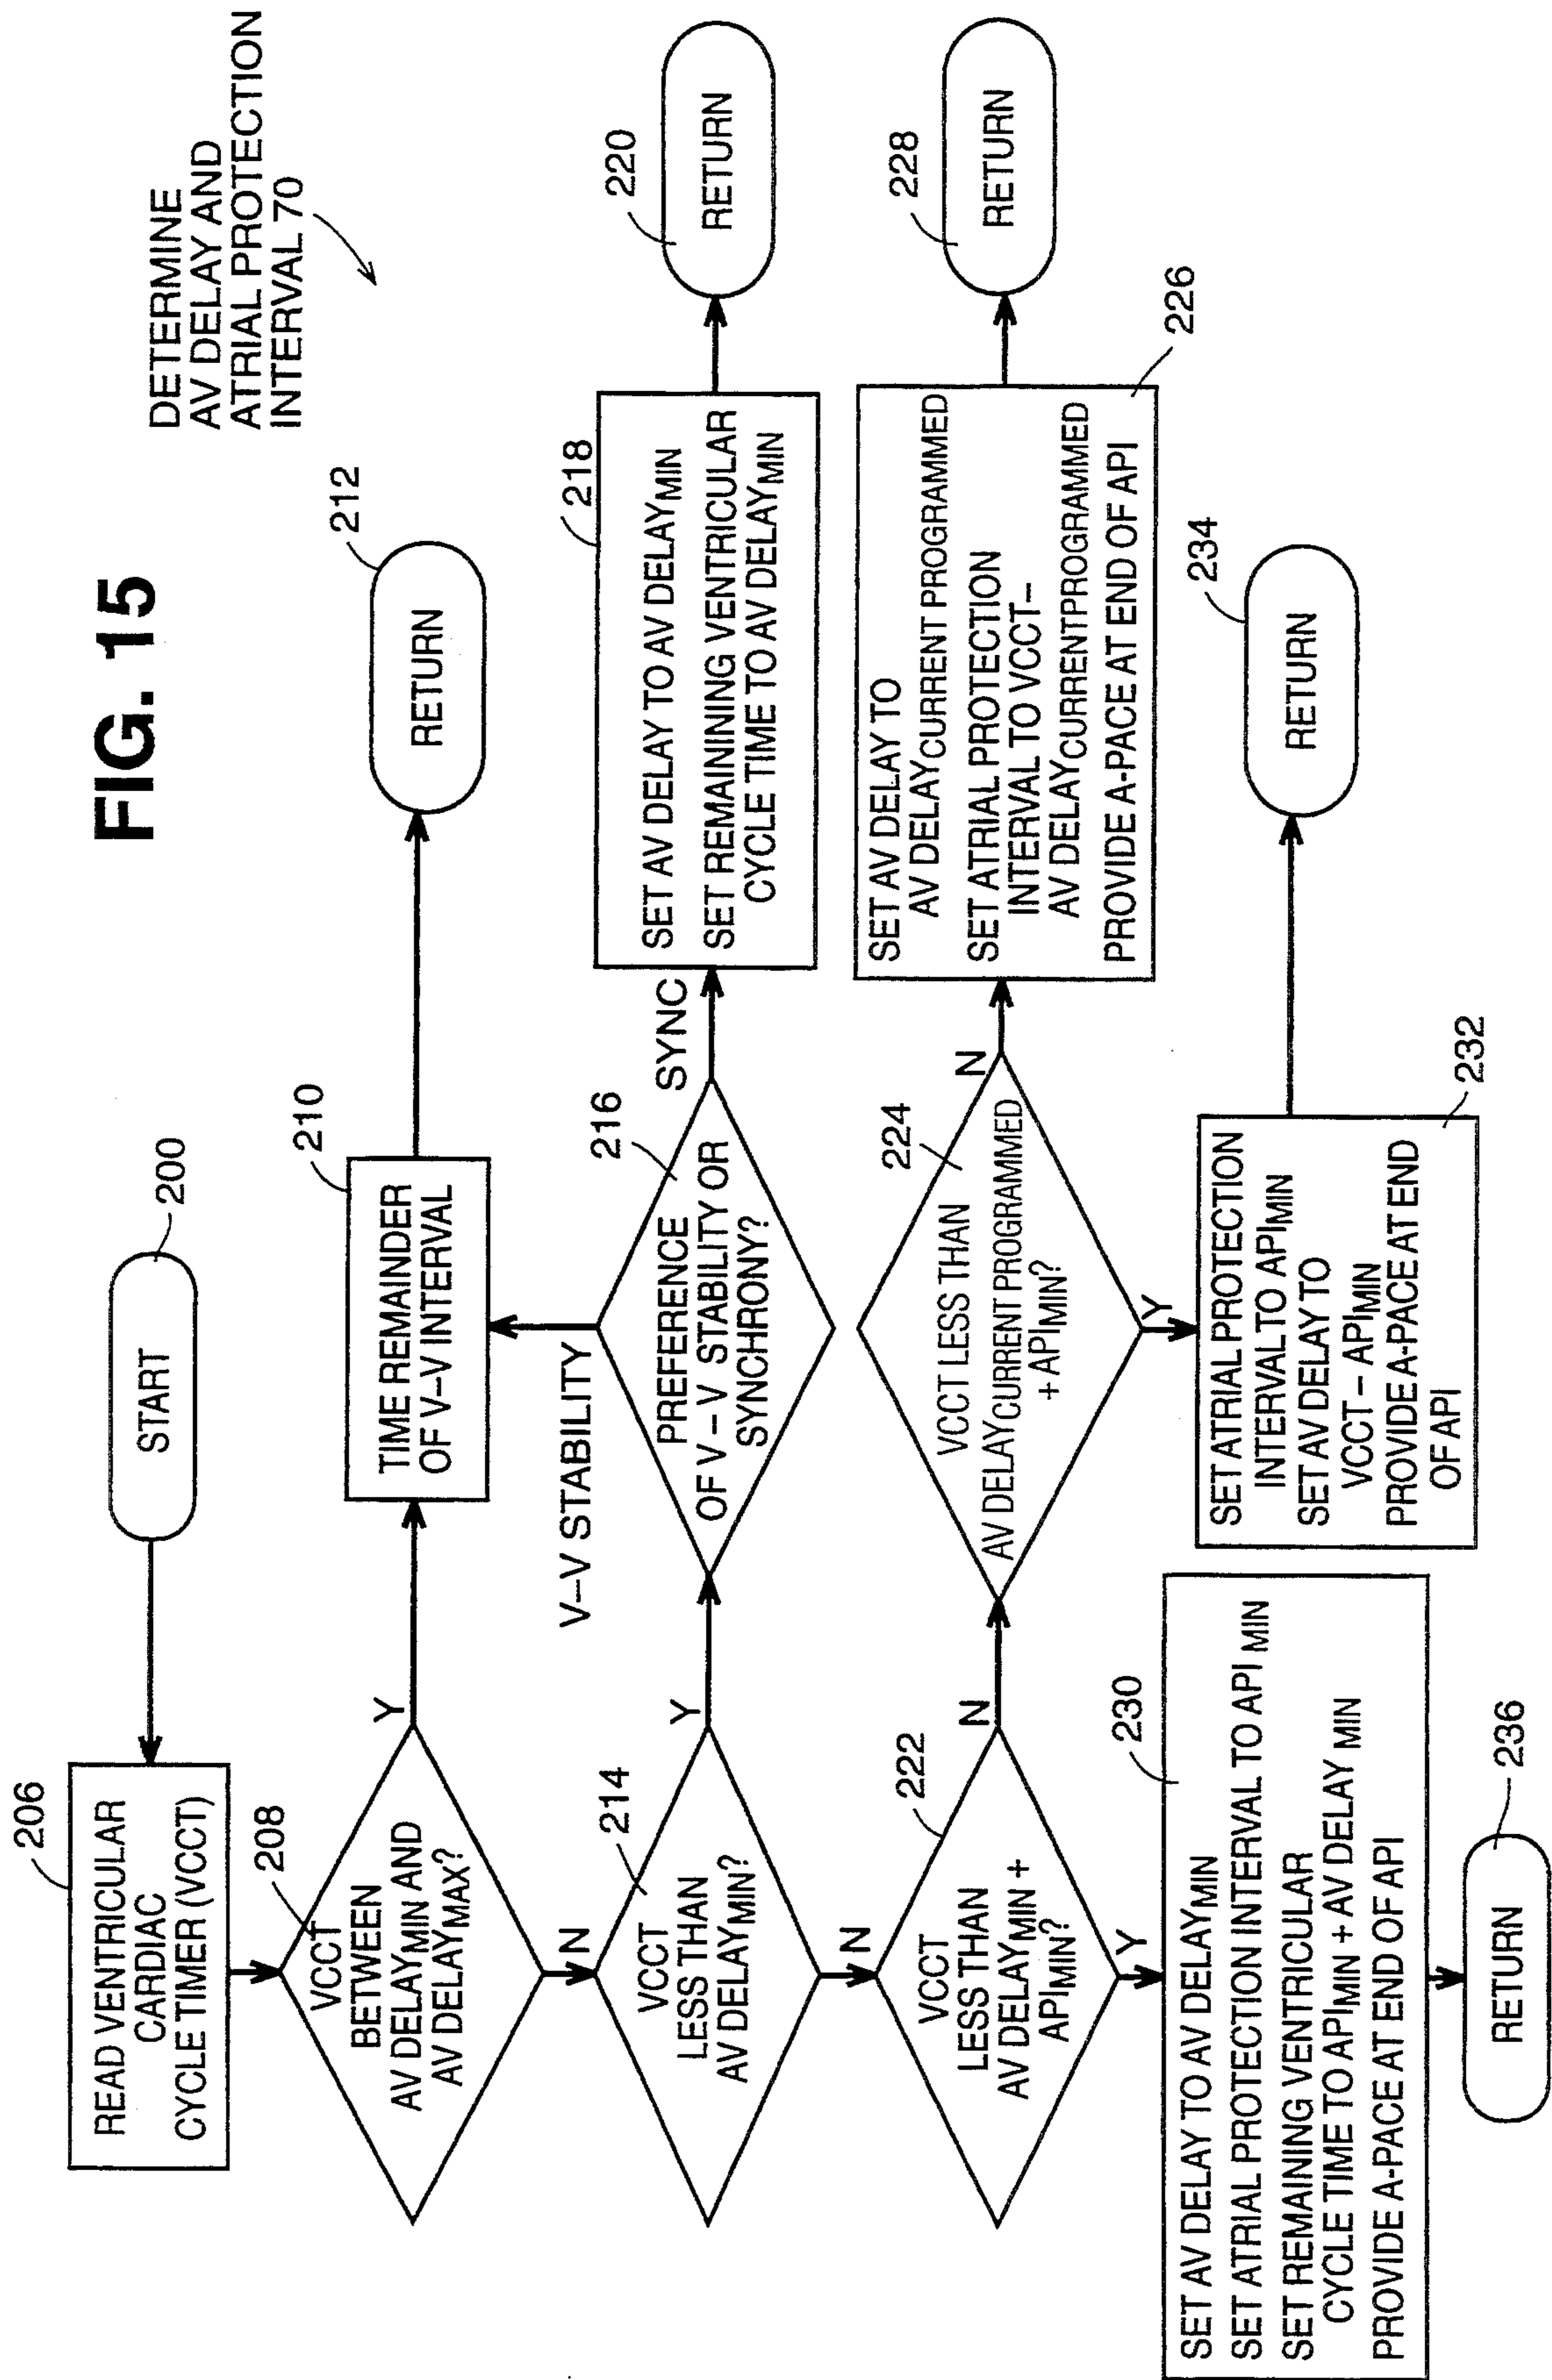 FIG. 15
DETERMINE
AV DELAY AND
ATRIAL PROTECTION
INTERVAL 70
START
200
206
READ VENTRICULAR
CARDIAC
CYCLE TIMER (VCCT)
208
VCCT
BETWEEN
AV DELAYMIN AND
AV DELAYMAX?
Y
N
210
TIME REMAINDER
OF V–V INTERVAL
212
RETURN
214
VCCT
LESS THAN
AV DELAYMIN?
Y
N
V–V STABILITY
216
PREFERENCE
OF V – V STABILITY OR
SYNCHRONY?
SYNC
218
SET AV DELAY TO AV DELAYMIN
SET REMAINING VENTRICULAR
CYCLE TIME TO AV DELAYMIN
220
RETURN
222
VCCT
LESS THAN
AV DELAYMIN +
APIMIN?
N
Y
224
VCCT LESS THAN
AV DELAYCURRENT PROGRAMMED
+ APIMIN?
N
Y
SET AV DELAY TO
AV DELAYCURRENT PROGRAMMED
SET ATRIAL PROTECTION
INTERVAL TO VCCT–
AV DELAYCURRENTPROGRAMMED
PROVIDE A-PACE AT END OF API
226
228
RETURN
230
SET AV DELAY TO AV DELAYMIN
SET ATRIAL PROTECTION INTERVAL TO API MIN
SET REMAINING VENTRICULAR
CYCLE TIME TO APIMIN + AV DELAY MIN
PROVIDE A-PACE AT END OF API
236
RETURN
SET ATRIAL PROTECTION
INTERVAL TO APIMIN
SET AV DELAY TO
VCCT – APIMIN
PROVIDE A-PACE AT END
OF API
232
234
RETURN